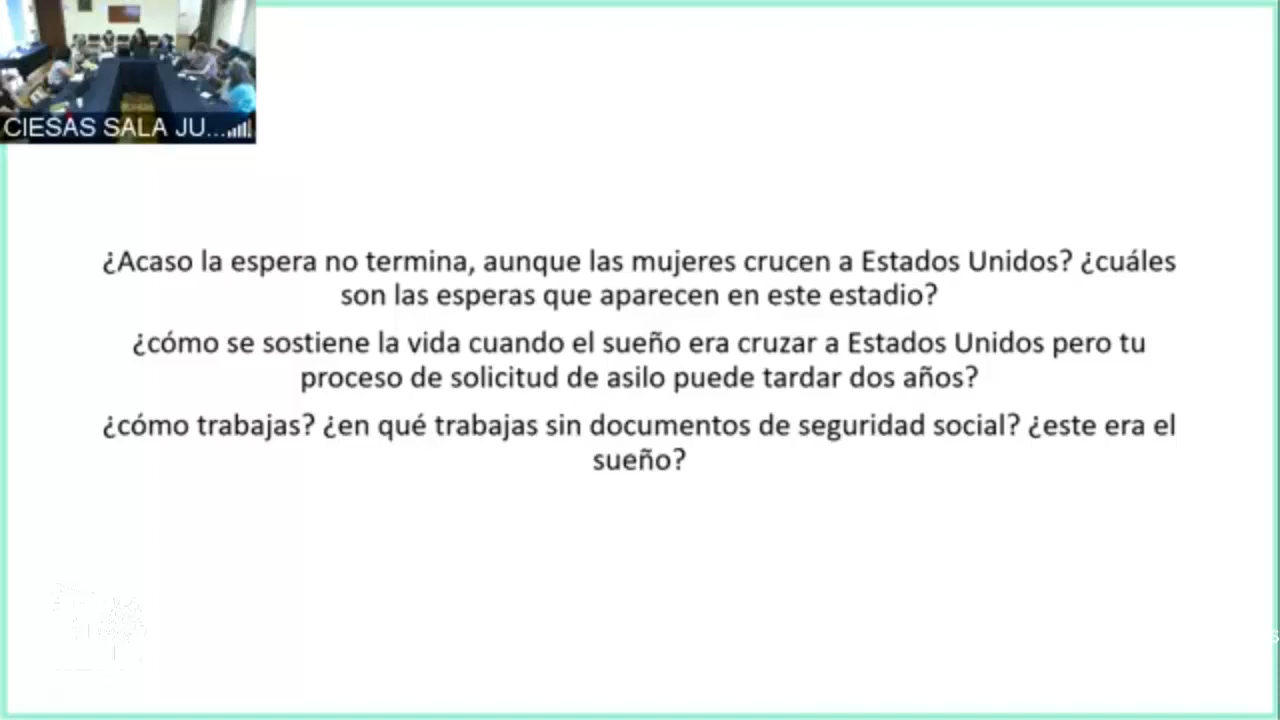 CIESAS SALA JU...
¿Acaso la espera no termina, aunque las mujeres crucen a Estados Unidos? ¿cuáles
son las esperas que aparecen en este estadio?
¿cómo se sostiene la vida cuando el sueño era cruzar a Estados Unidos pero tu
proceso de solicitud de asilo puede tardar dos años?
¿cómo trabajas? ¿en qué trabajas sin documentos de seguridad social? ¿este era el
sueño?